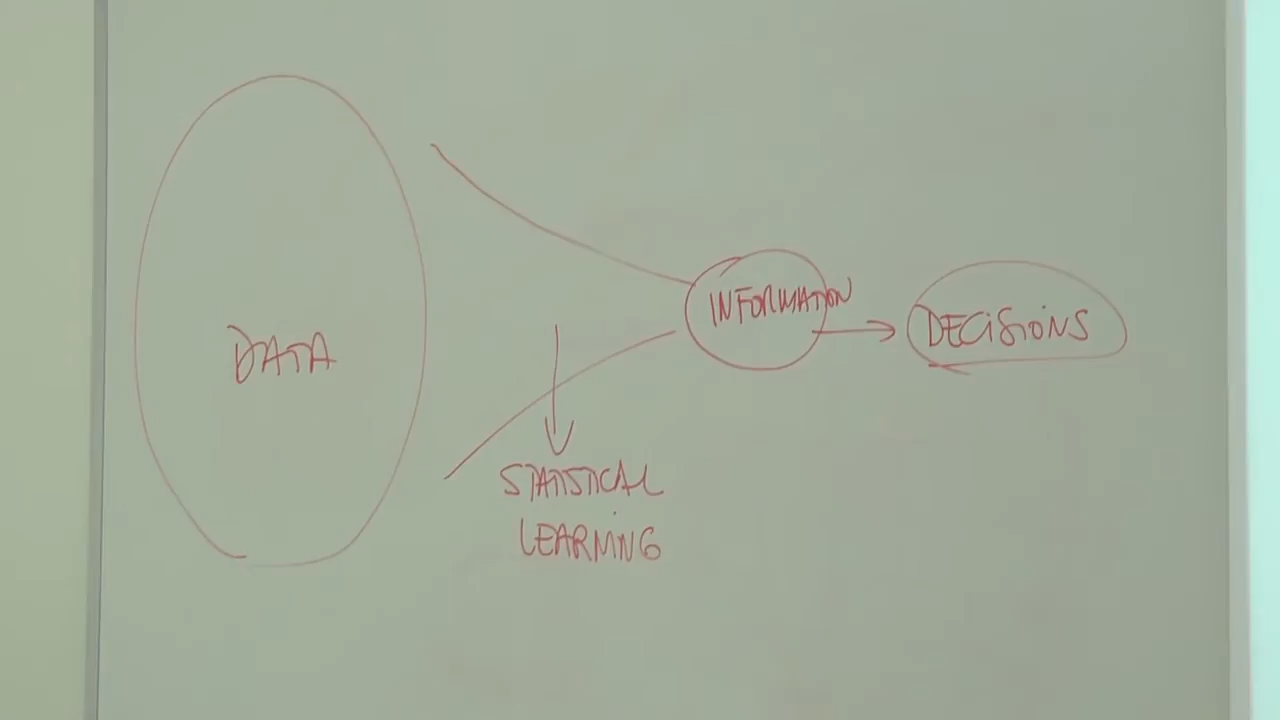 DATA
INFORMATION
DECiSiONS
STATISTICAL
LEARNiNG